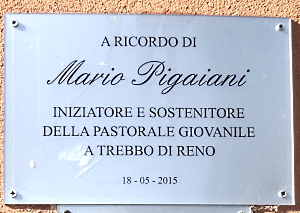 A RICORDO DI
Mario Pigaiani
INIZIATORE E SOSTENITORE
DELLA PASTORALE GIOVANILE
A TREBBO DI RENO
18 - 05 - 2015